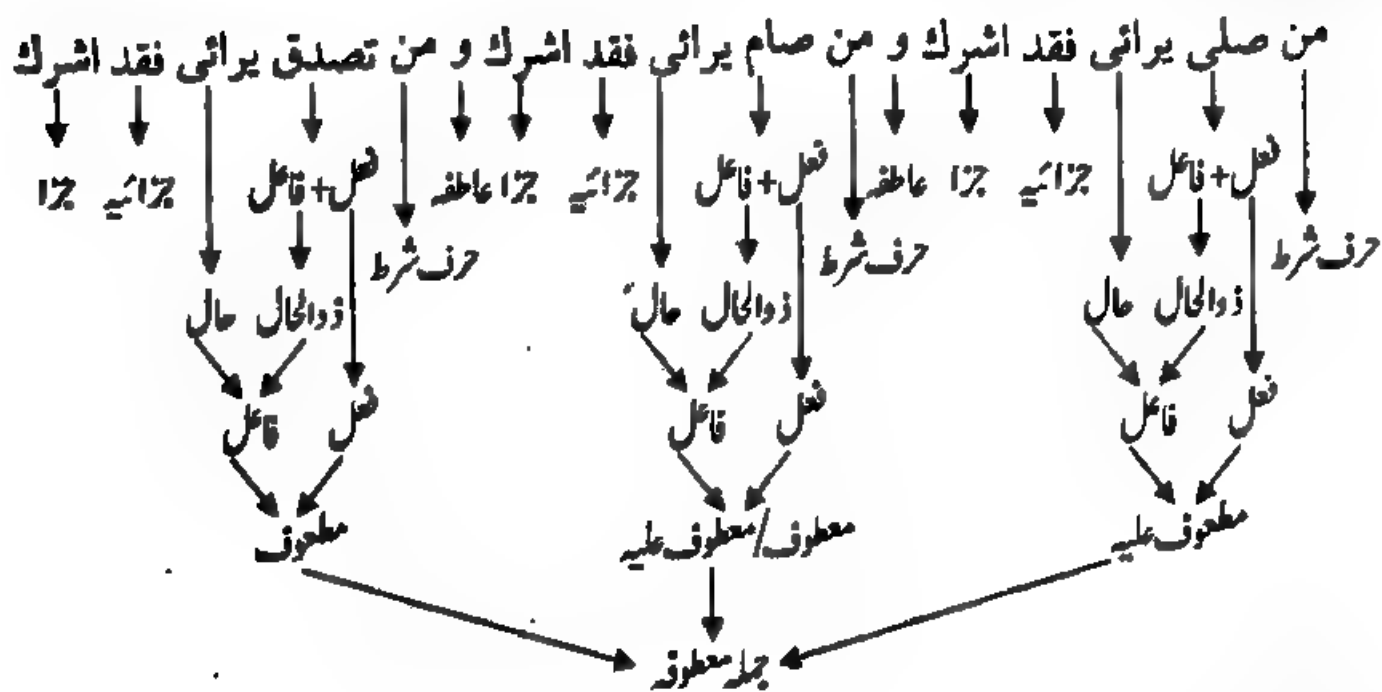 من صلى يرائى فقد اشرك و من صام يرائى فقد اشرك و من تصدق يرائى فقد اشرك
فعل+فاعل جزائیہ جزا عاطفہ فعل+فاعل جزائیہ جزا عاطفہ فعل+فاعل جزائیہ جزا
حرف شرط حرف شرط حرف شرط
ذوالحال حال ذوالحال حال ذوالحال حال
فعل فاعل فعل فاعل فعل فاعل
معطوف علیہ معطوف/معطوف علیہ معطوف
جملہ معطوفہ